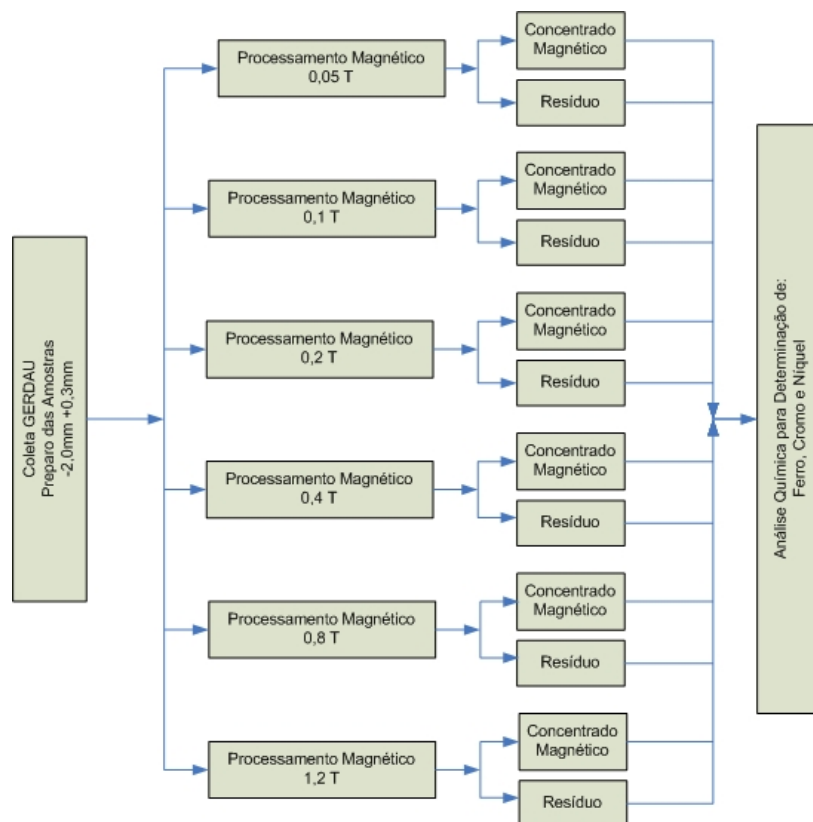 Coleta GERDAU
Preparo das Amostras
-2,0mm +0,3mm
Processamento Magnético
0,05 T
Concentrado
Magnético
Resíduo
Processamento Magnético
0,1 T
Concentrado
Magnético
Resíduo
Processamento Magnético
0,2 T
Concentrado
Magnético
Resíduo
Processamento Magnético
0,4 T
Concentrado
Magnético
Resíduo
Processamento Magnético
0,8 T
Concentrado
Magnético
Resíduo
Processamento Magnético
1,2 T
Concentrado
Magnético
Resíduo
Análise Química para Determinação de:
Ferro, Cromo e Níquel